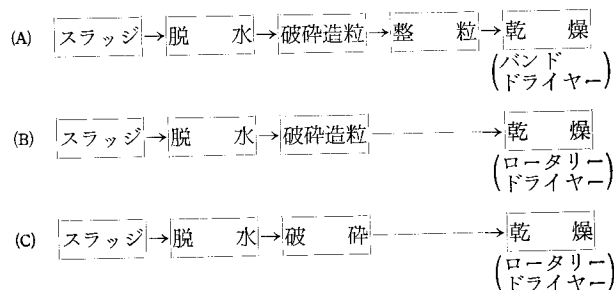 (A) スラッジ→脱 水→破砕造粒→整 粒→乾 燥
(バンドドライヤー)
(B) スラッジ→脱 水→破砕造粒→乾 燥
(ロータリードライヤー)
(C) スラッジ→脱 水→破 砕→乾 燥
(ロータリードライヤー)